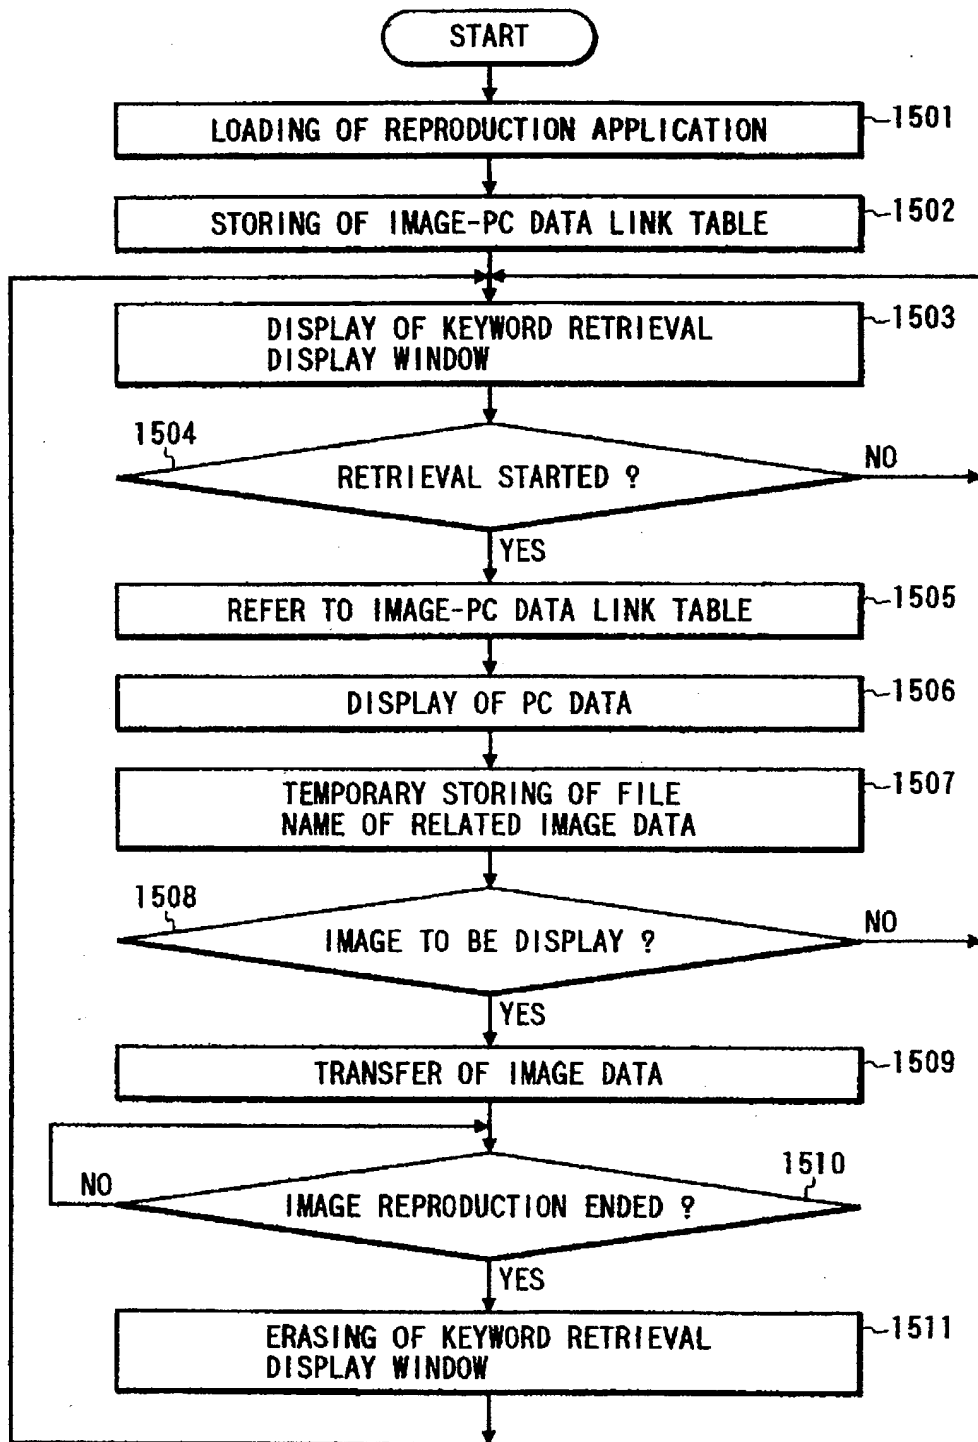 START
LOADING OF REPRODUCTION APPLICATION
1501
STORING OF IMAGE-PC DATA LINK TABLE
1502
DISPLAY OF KEYWORD RETRIEVAL
DISPLAY WINDOW
1503
1504
RETRIEVAL STARTED ?
NO
YES
REFER TO IMAGE-PC DATA LINK TABLE
1505
DISPLAY OF PC DATA
1506
TEMPORARY STORING OF FILE
NAME OF RELATED IMAGE DATA
1507
1508
IMAGE TO BE DISPLAY ?
NO
YES
TRANSFER OF IMAGE DATA
1509
NO
IMAGE REPRODUCTION ENDED ?
1510
YES
ERASING OF KEYWORD RETRIEVAL
DISPLAY WINDOW
1511